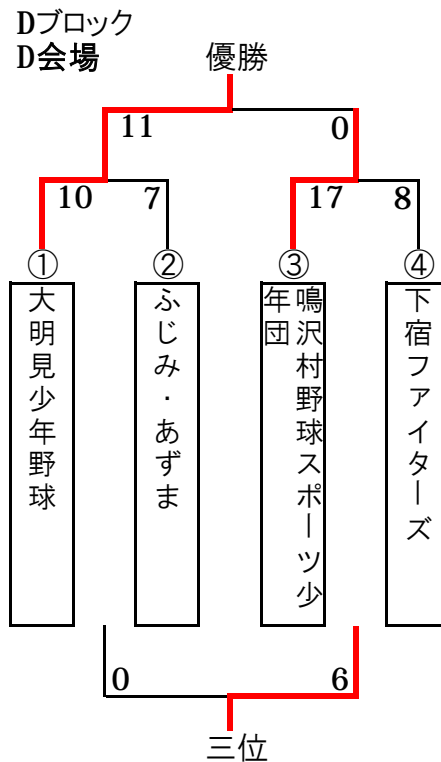 Dブロック
D会場
優勝
11
0
10
7
17
8
①
②
③
④
大明見少年野球
ふじみ・あずま
鳴沢村野球スポーツ少
年団
下宿ファイターズ
0
6
三位